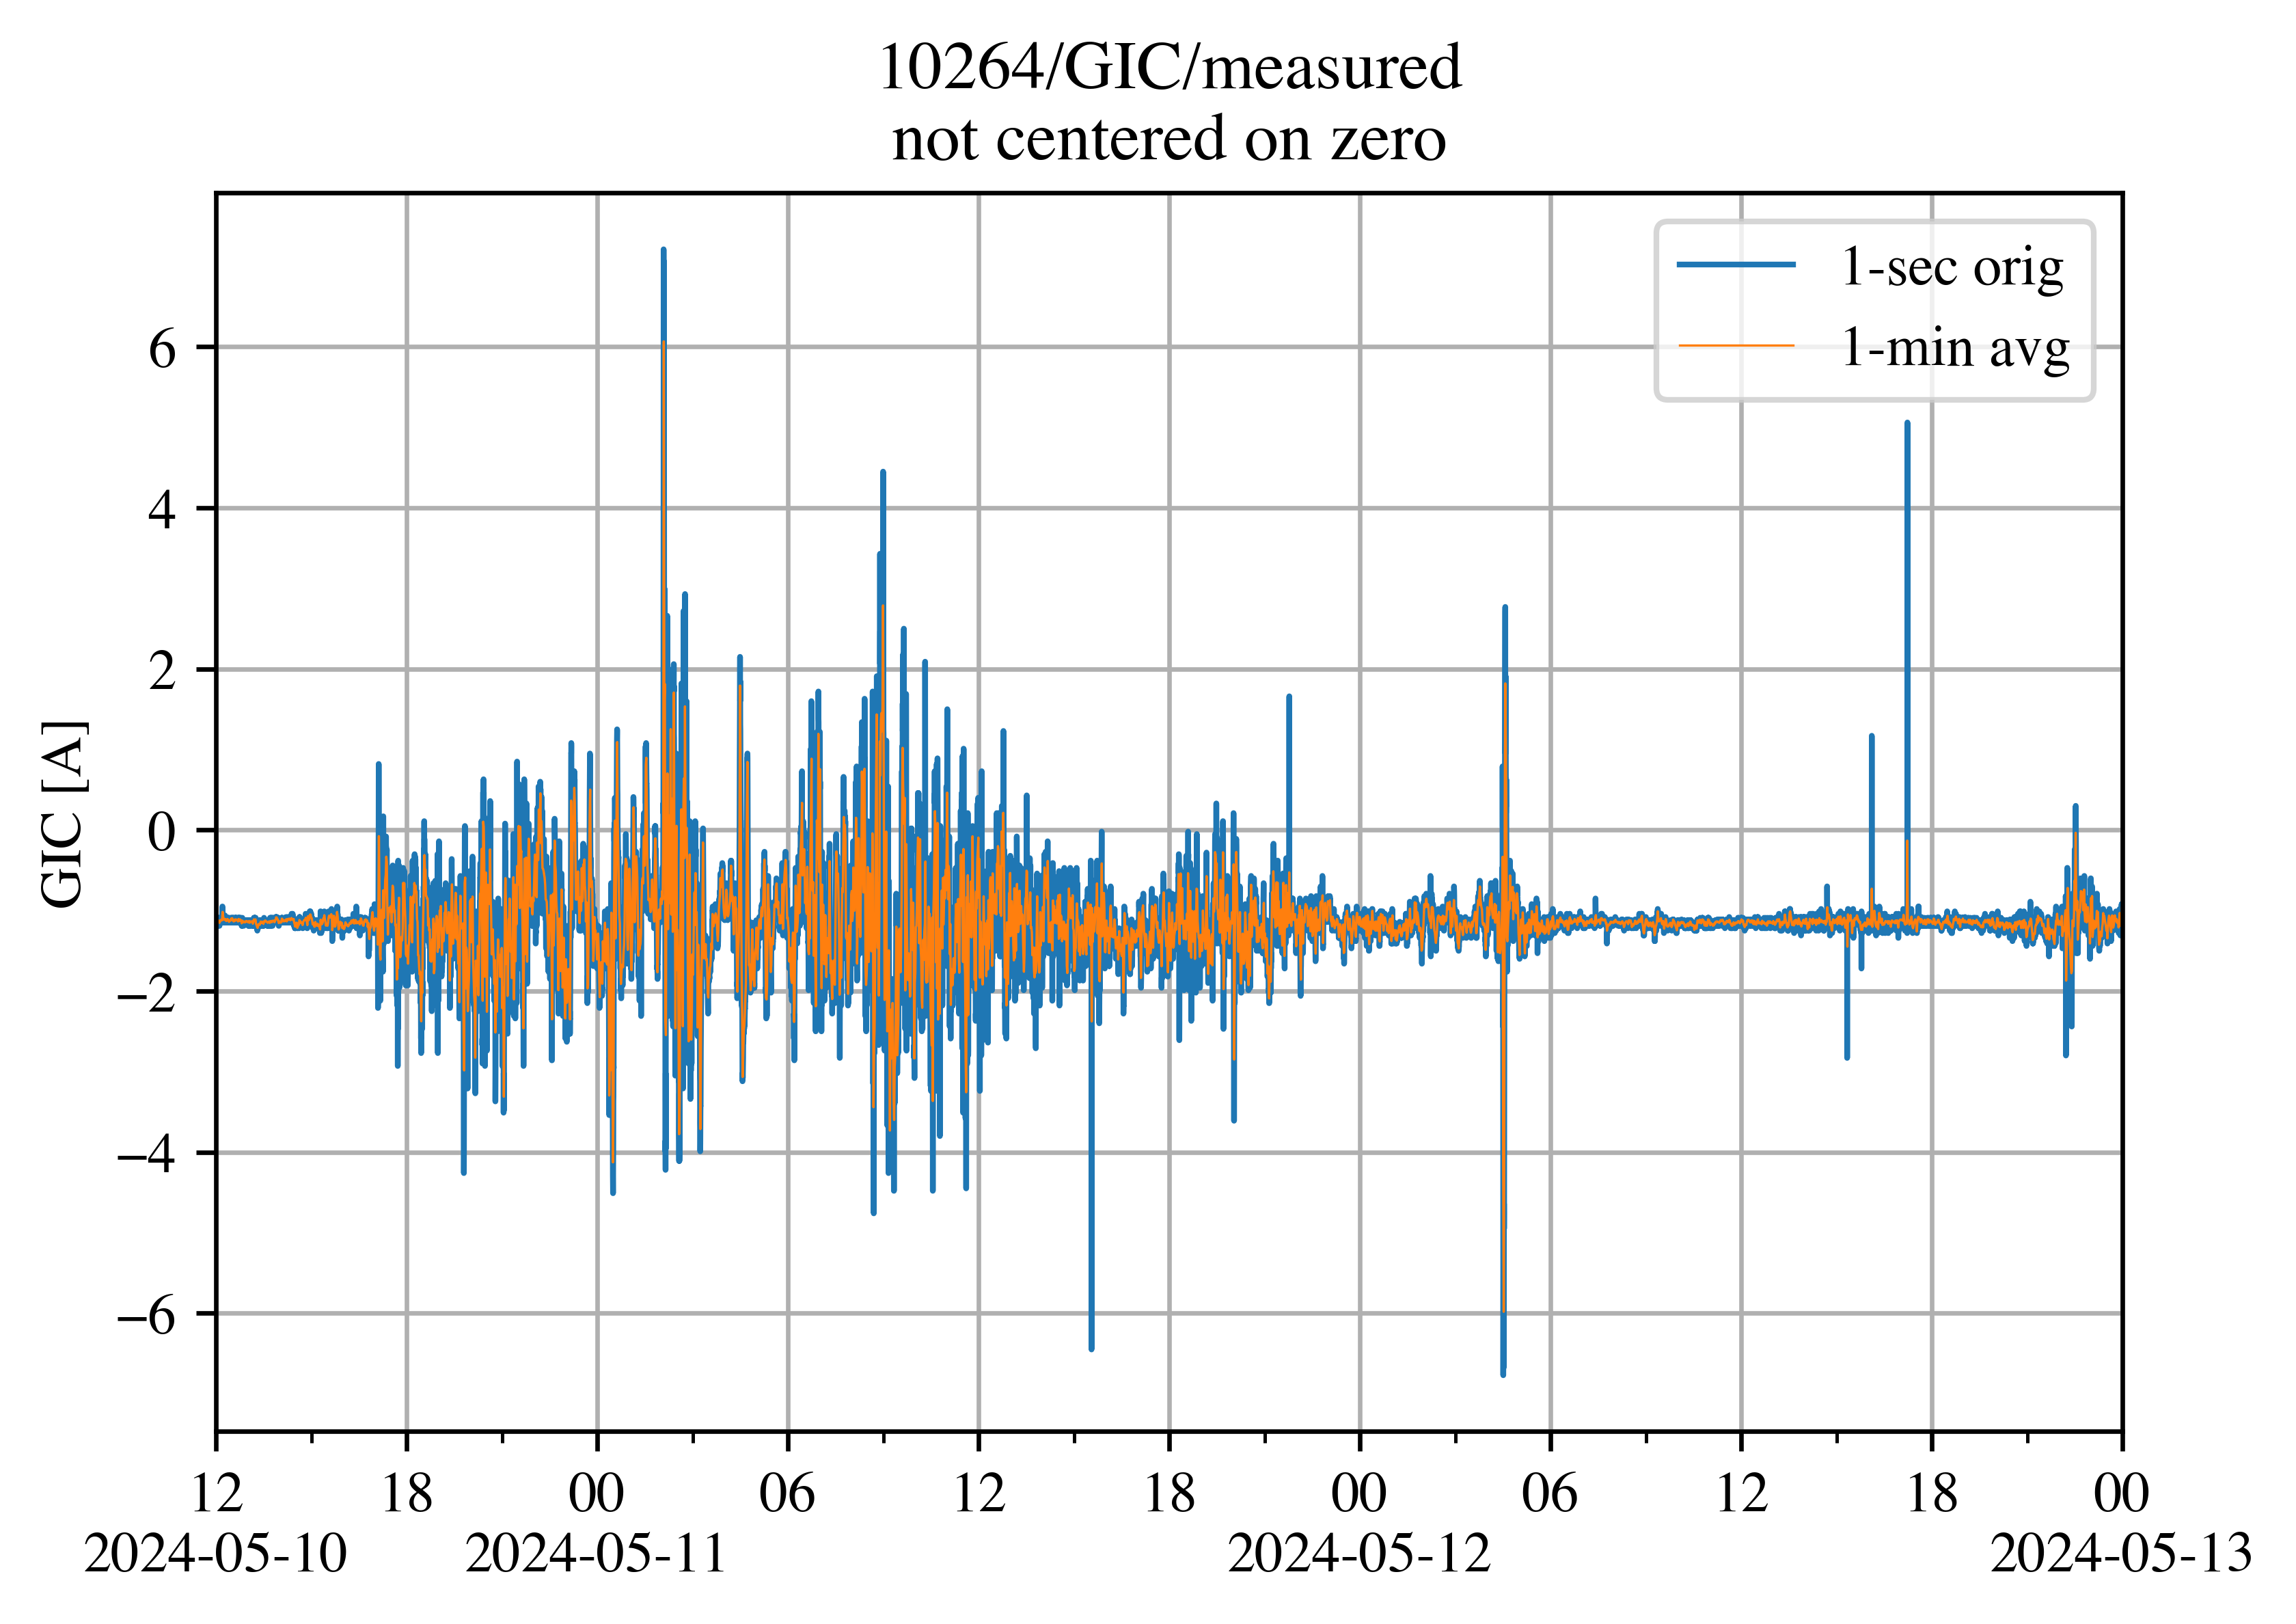 10264/GIC/measured
not centered on zero
1-sec orig
1-min avg
GIC [A]
6
4
2
0
−2
−4
−6
12 18 00 06 12 18 00 06 12 18 00
2024-05-10 2024-05-11 2024-05-12 2024-05-13